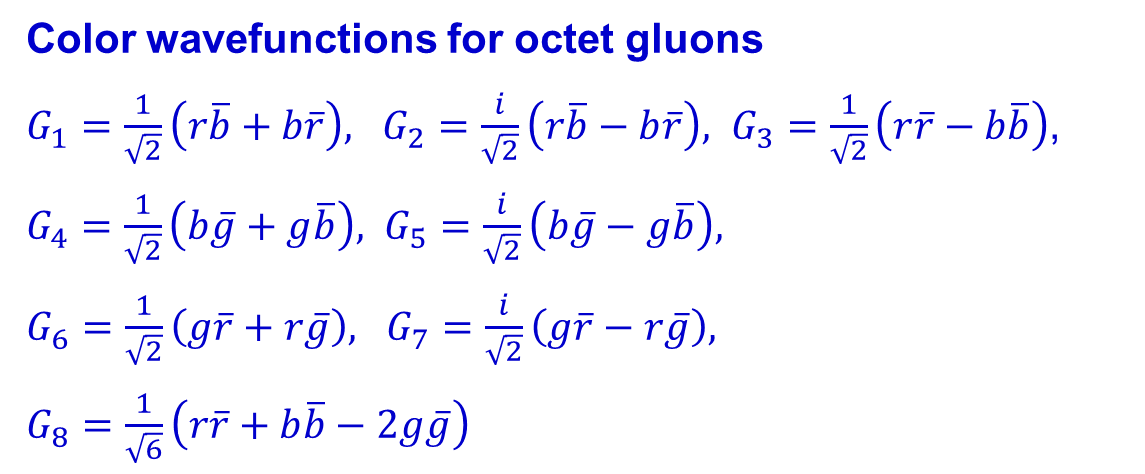 Color wavefunctions for octet gluons
G₁ = 1/√2 (rb̄ + br̄), G₂ = i/√2 (rb̄ − br̄), G₃ = 1/√2 (rr̄ − bb̄),
G₄ = 1/√2 (bḡ + gb̄), G₅ = i/√2 (bḡ − gb̄),
G₆ = 1/√2 (gr̄ + rḡ), G₇ = i/√2 (gr̄ − rḡ),
G₈ = 1/√6 (rr̄ + bb̄ − 2gḡ)